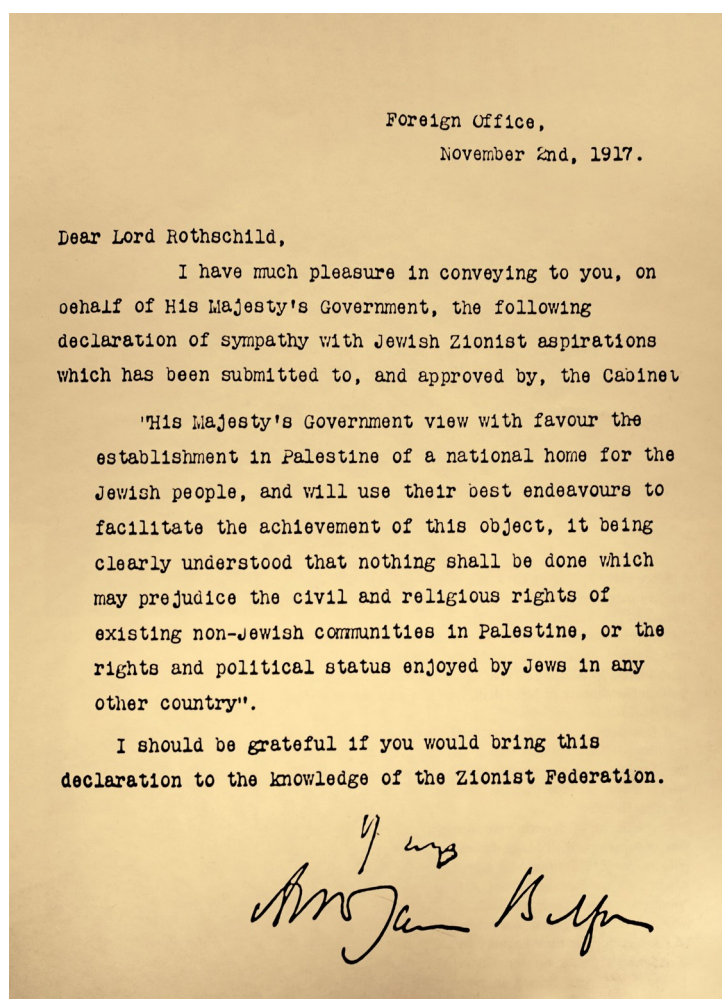 Foreign Office,
November 2nd, 1917.
Dear Lord Rothschild,
I have much pleasure in conveying to you, on
behalf of His Majesty's Government, the following
declaration of sympathy with Jewish Zionist aspirations
which has been submitted to, and approved by, the Cabinet
"His Majesty's Government view with favour the
establishment in Palestine of a national home for the
Jewish people, and will use their best endeavours to
facilitate the achievement of this object, it being
clearly understood that nothing shall be done which
may prejudice the civil and religious rights of
existing non-Jewish communities in Palestine, or the
rights and political status enjoyed by Jews in any
other country".
I should be grateful if you would bring this
declaration to the knowledge of the Zionist Federation.
Arthur James Balfour